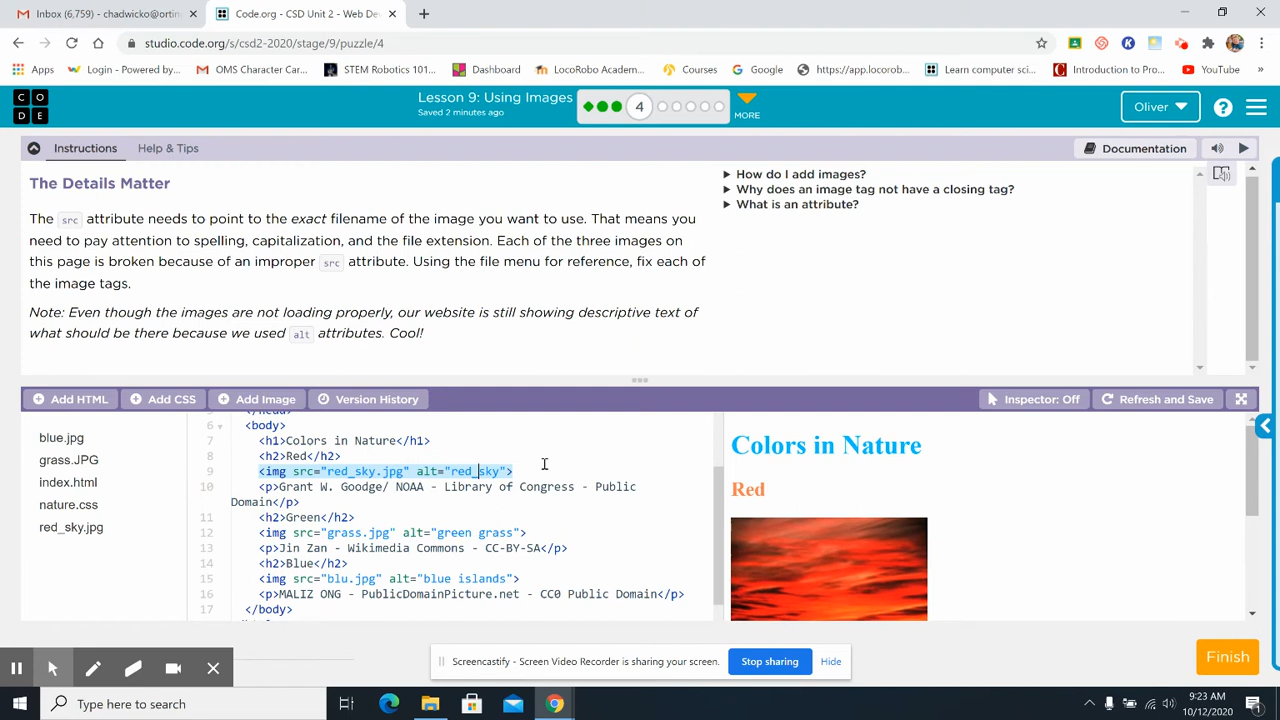 Inbox (6,759) - chadwicko@ortin
Code.org - CSD Unit 2 - Web De
studio.code.org/s/csd2-2020/stage/9/puzzle/4
Apps
Login - Powered by...
OMS Character Car...
STEM Robotics 101...
Dashboard
LocoRobo Academ...
Courses
Google
https://app.locorob...
Learn computer sci...
Introduction to Pro...
YouTube
»
CO
DE
Lesson 9: Using Images
Saved 2 minutes ago
4
MORE
Oliver
?
Instructions
Help & Tips
Documentation
The Details Matter
The src attribute needs to point to the exact filename of the image you want to use. That means you
need to pay attention to spelling, capitalization, and the file extension. Each of the three images on
this page is broken because of an improper src attribute. Using the file menu for reference, fix each of
the image tags.
Note: Even though the images are not loading properly, our website is still showing descriptive text of
what should be there because we used alt attributes. Cool!
How do I add images?
Why does an image tag not have a closing tag?
What is an attribute?
Add HTML
Add CSS
Add Image
Version History
Inspector: Off
Refresh and Save
blue.jpg
grass.JPG
index.html
nature.css
red_sky.jpg
6 <body>
7 <h1>Colors in Nature</h1>
8 <h2>Red</h2>
9 <img src="red_sky.jpg" alt="red_sky">
10 <p>Grant W. Goodge/ NOAA - Library of Congress - Public
Domain</p>
11 <h2>Green</h2>
12 <img src="grass.jpg" alt="green grass">
13 <p>Jin Zan - Wikimedia Commons - CC-BY-SA</p>
14 <h2>Blue</h2>
15 <img src="blu.jpg" alt="blue islands">
16 <p>MALIZ ONG - PublicDomainPicture.net - CC0 Public Domain</p>
17 </body>
Colors in Nature
Red
Screencastify - Screen Video Recorder is sharing your screen.
Stop sharing
Hide
Finish
Type here to search
9:23 AM
10/12/2020
1